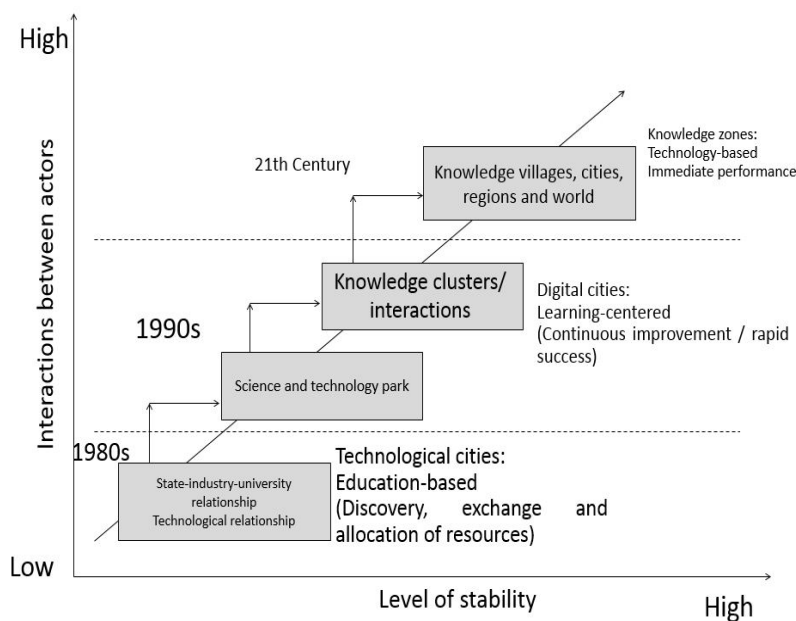 High
Interactions between actors
21th Century
Knowledge villages, cities,
regions and world
Knowledge zones:
Technology-based
Immediate performance
Knowledge clusters/
interactions
Digital cities:
Learning-centered
(Continuous improvement / rapid
success)
1990s
Science and technology park
1980s
State-industry-university
relationship
Technological relationship
Technological cities:
Education-based
(Discovery, exchange and
allocation of resources)
Low
Level of stability
High